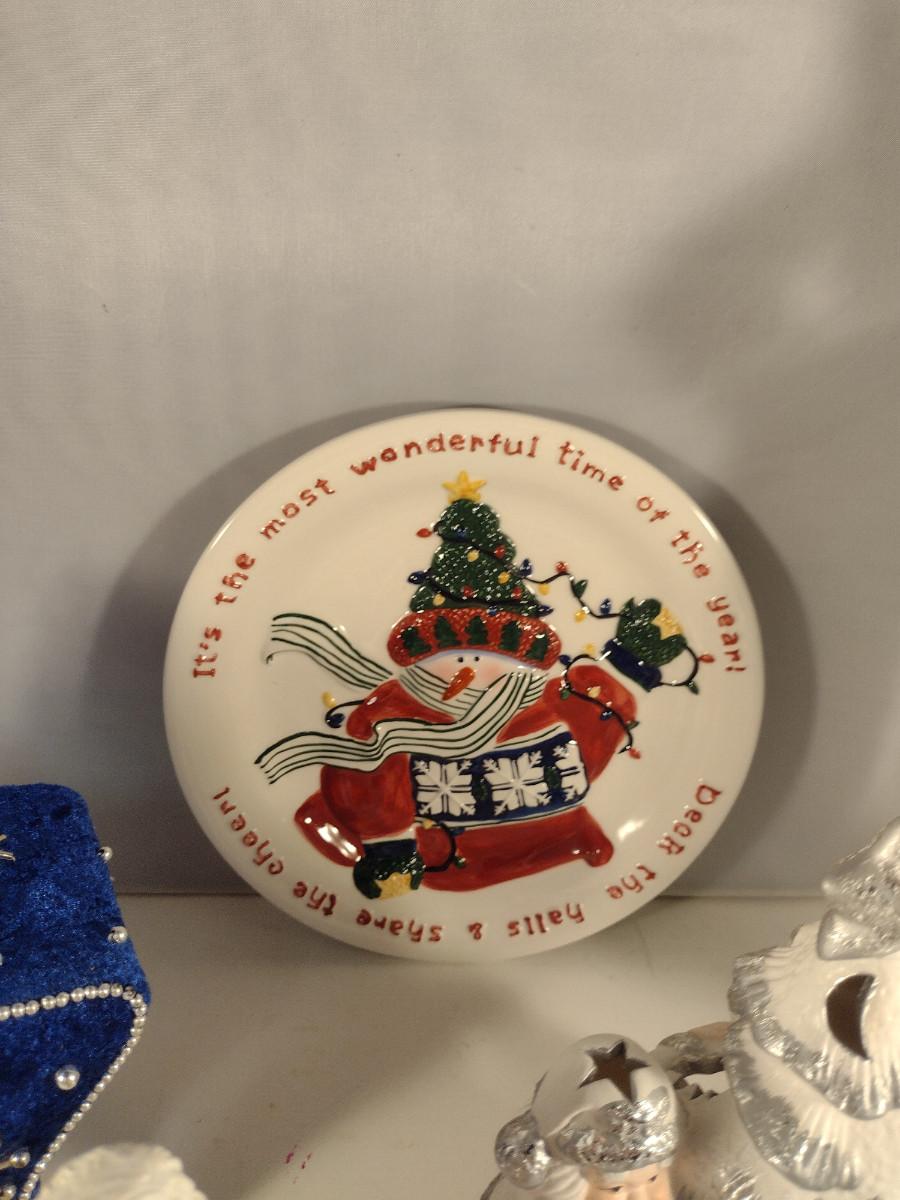 It's the most wonderful time of the year!
Deck the halls & share the cheer!